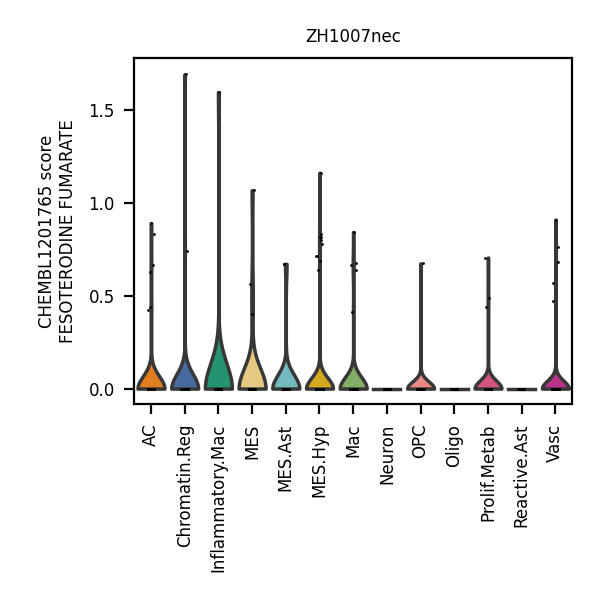 ZH1007nec
CHEMBL1201765 score
FESOTERODINE FUMARATE
1.5
1.0
0.5
0.0
AC
Chromatin.Reg
Inflammatory.Mac
MES
MES.Ast
MES.Hyp
Mac
Neuron
OPC
Oligo
Prolif.Metab
Reactive.Ast
Vasc